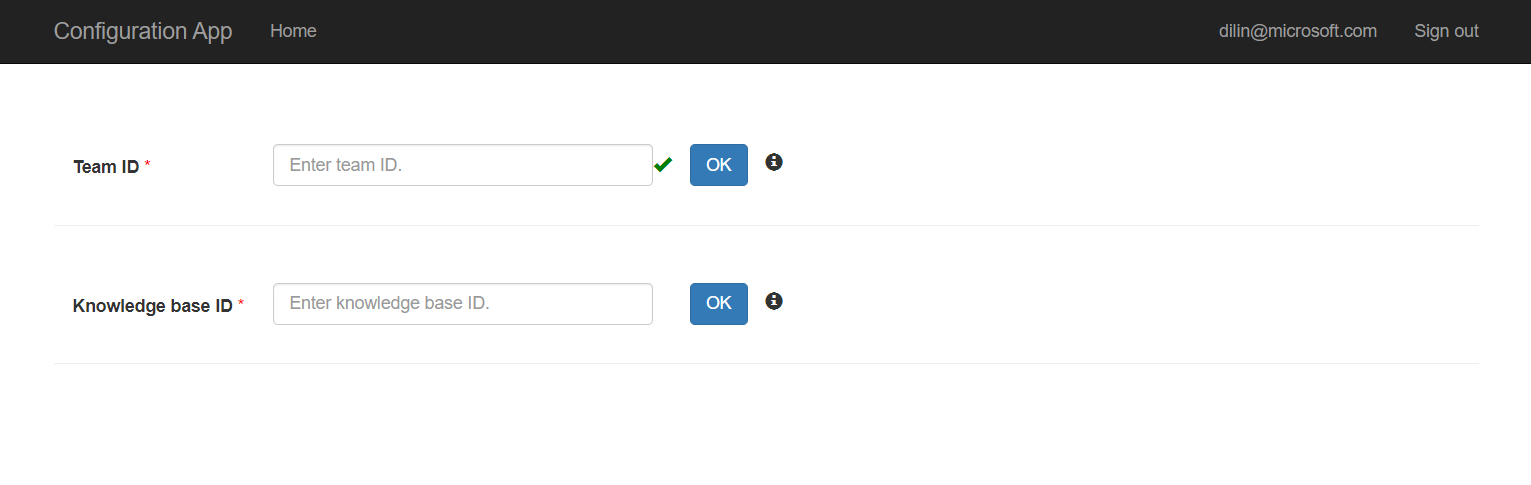 Configuration App Home dilin@microsoft.com Sign out
Team ID * Enter team ID. OK
Knowledge base ID * Enter knowledge base ID. OK